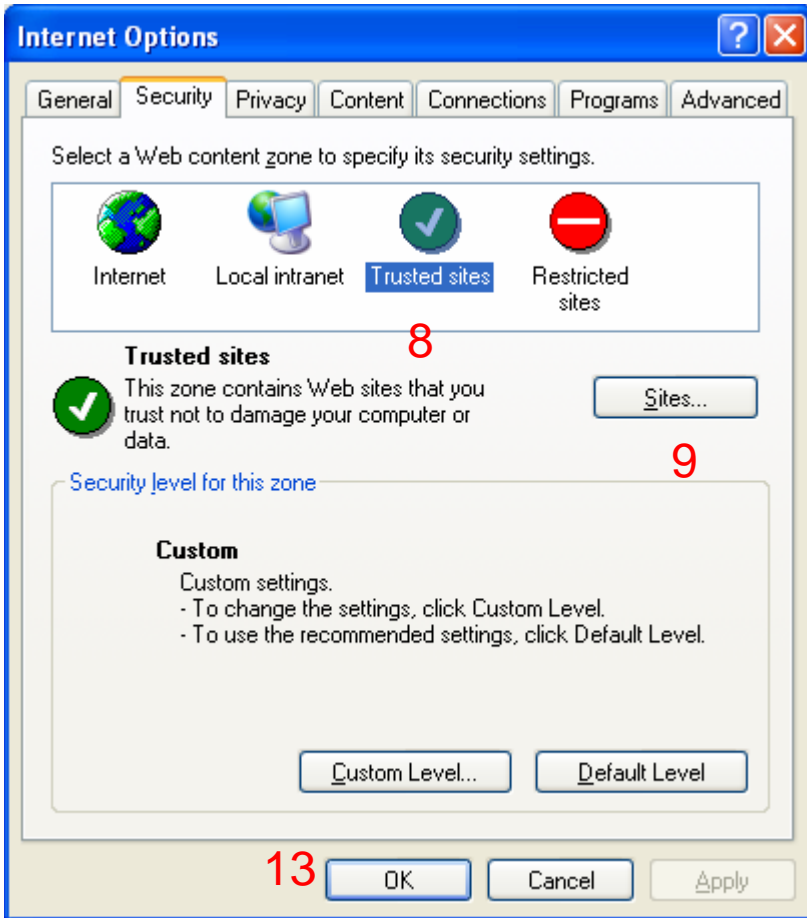 Internet Options
General Security Privacy Content Connections Programs Advanced
Select a Web content zone to specify its security settings.
Internet Local intranet Trusted sites Restricted
sites
8
Trusted sites
This zone contains Web sites that you
trust not to damage your computer or
data.
Sites...
9
Security level for this zone
Custom
Custom settings.
- To change the settings, click Custom Level.
- To use the recommended settings, click Default Level.
Custom Level... Default Level
13 OK Cancel Apply